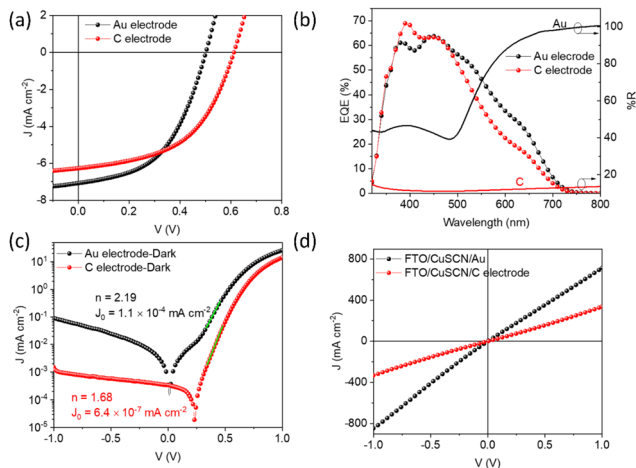 (a)
Au electrode
C electrode
J (mA cm-2)
2
0
-2
-4
-6
-8
0.0 0.2 0.4 0.6 0.8
V (V)
(b)
Au
Au elecrode
C electrode
C
EQE (%)
70
60
50
40
30
20
10
0
%R
100
80
60
40
20
10
400 500 600 700 800
Wavelength (nm)
(c)
Au electrode-Dark
C electrode-Dark
n = 2.19
J0 = 1.1 × 10-4 mA cm-2
n = 1.68
J0 = 6.4 × 10-7 mA cm-2
J (mA cm-2)
101
100
10-1
10-2
10-3
10-4
10-5
-1.0 -0.5 0.0 0.5 1.0
V (V)
(d)
FTO/CuSCN/Au
FTO/CuSCN/C electrode
J (mA cm-2)
800
400
0
-400
-800
-1.0 -0.5 0.0 0.5 1.0
V (V)